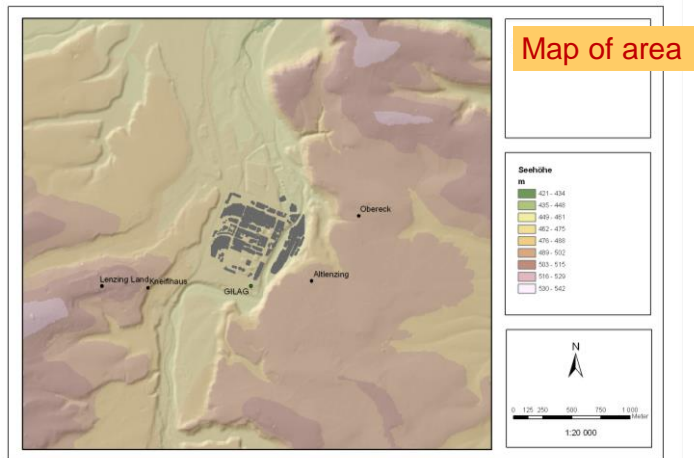 Map of area
Seehöhe
m
421 - 434
435 - 448
449 - 461
462 - 475
476 - 488
489 - 502
503 - 515
516 - 529
530 - 542
Obereck
Lenzing Land
Kneiflhaus
Altlenzing
GILAG
N
0 125 250 500 750 1 000
Meter
1:20 000